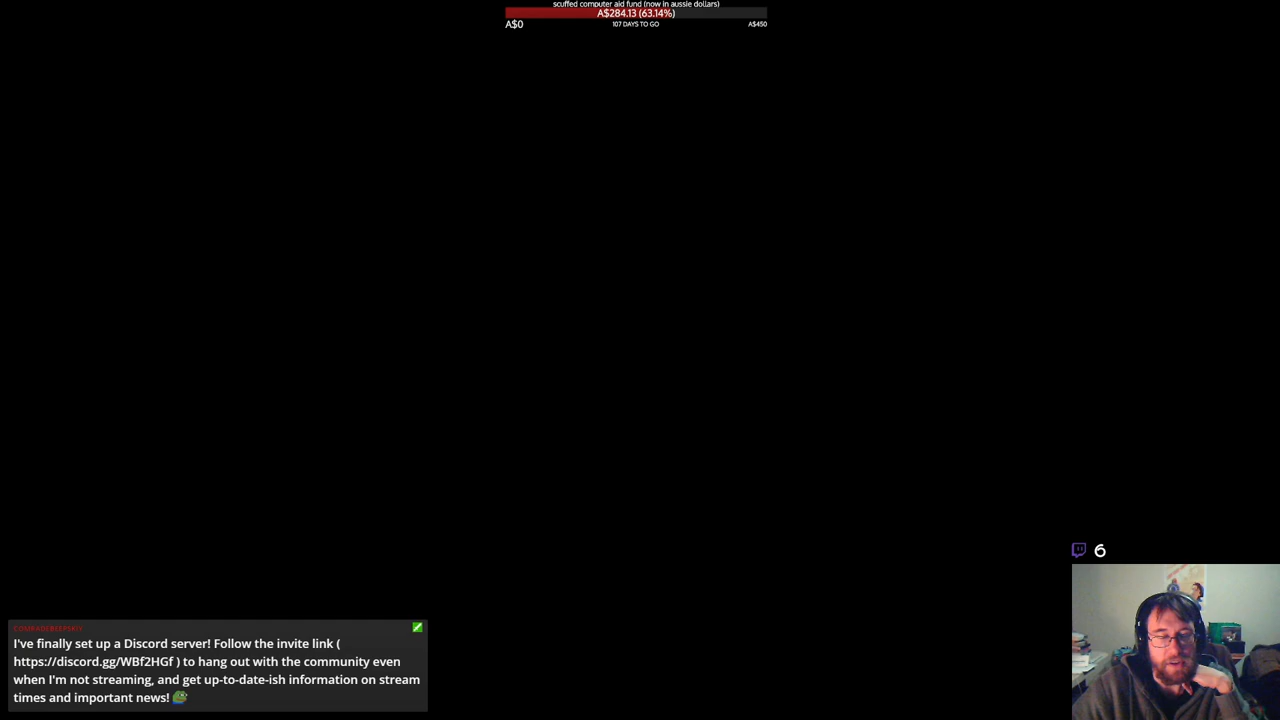 scuffed computer aid fund (now in aussie dollars)
A$284.13 (63.14%)
A$0 107 DAYS TO GO A$450
6
COMRADEBEEPSKIY
I've finally set up a Discord server! Follow the invite link (
https://discord.gg/WBf2HGf ) to hang out with the community even
when I'm not streaming, and get up-to-date-ish information on stream
times and important news!